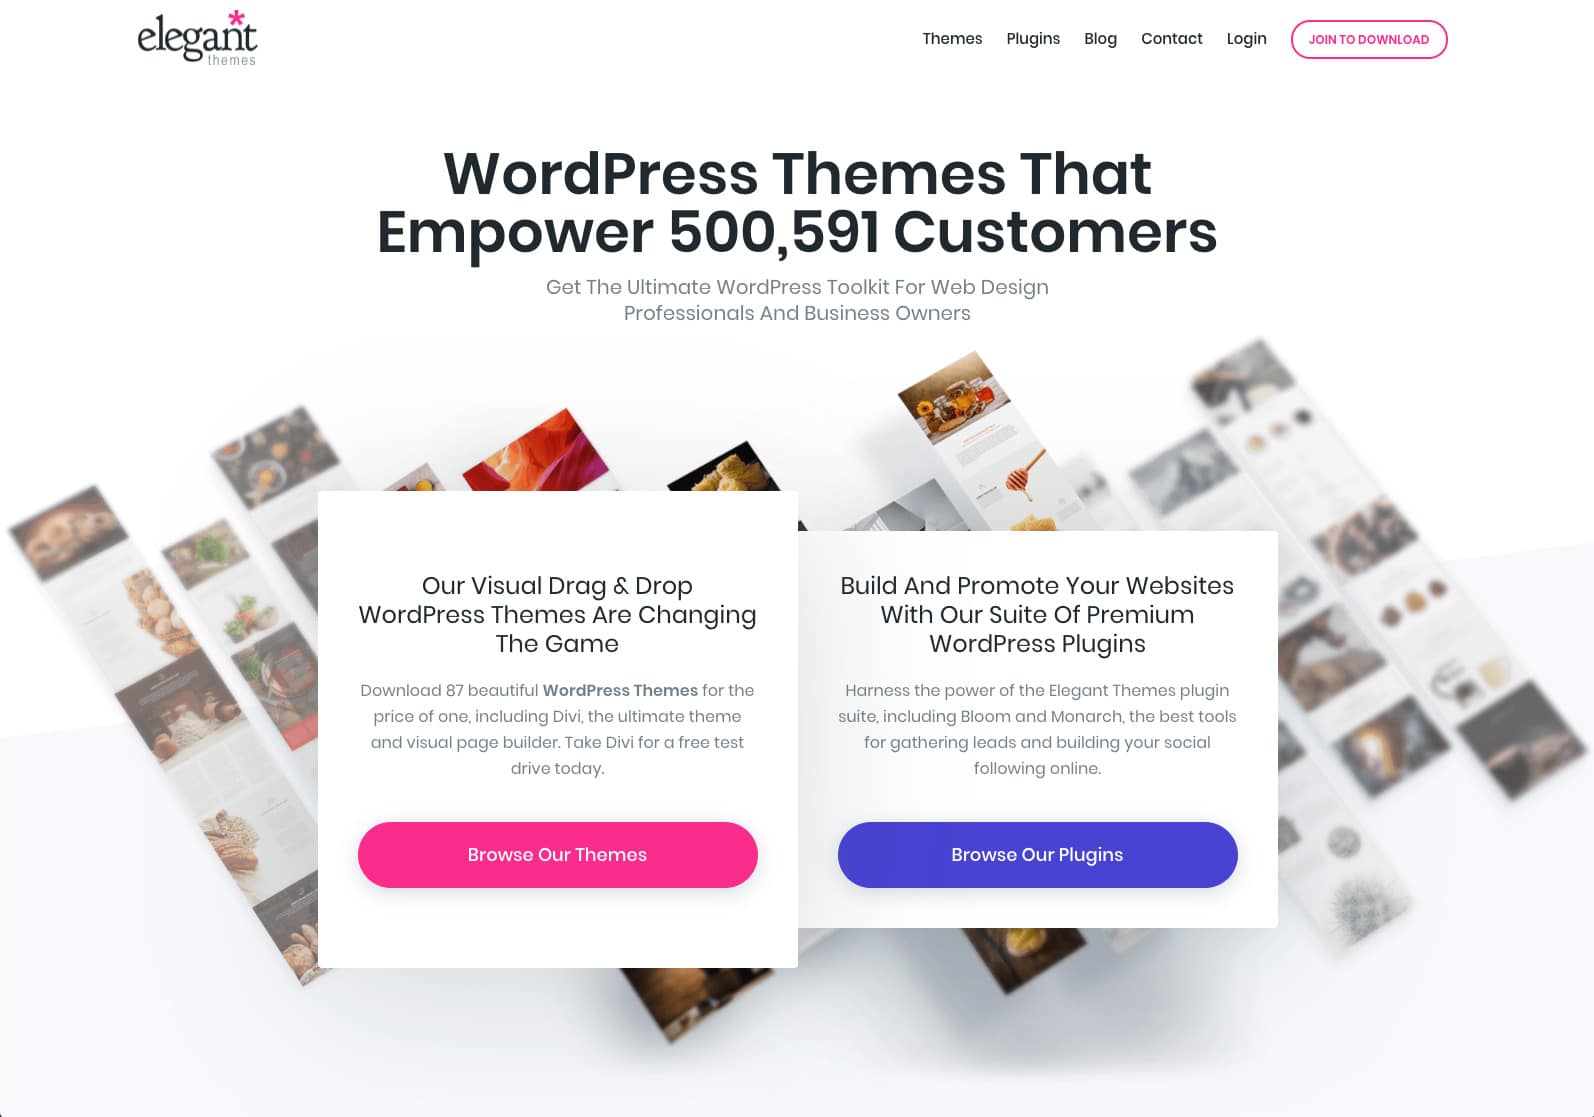 elegant
themes
Themes Plugins Blog Contact Login JOIN TO DOWNLOAD
WordPress Themes That
Empower 500,591 Customers
Get The Ultimate WordPress Toolkit For Web Design
Professionals And Business Owners
Our Visual Drag & Drop
WordPress Themes Are Changing
The Game
Download 87 beautiful WordPress Themes for the
price of one, including Divi, the ultimate theme
and visual page builder. Take Divi for a free test
drive today.
Browse Our Themes
Build And Promote Your Websites
With Our Suite Of Premium
WordPress Plugins
Harness the power of the Elegant Themes plugin
suite, including Bloom and Monarch, the best tools
for gathering leads and building your social
following online.
Browse Our Plugins